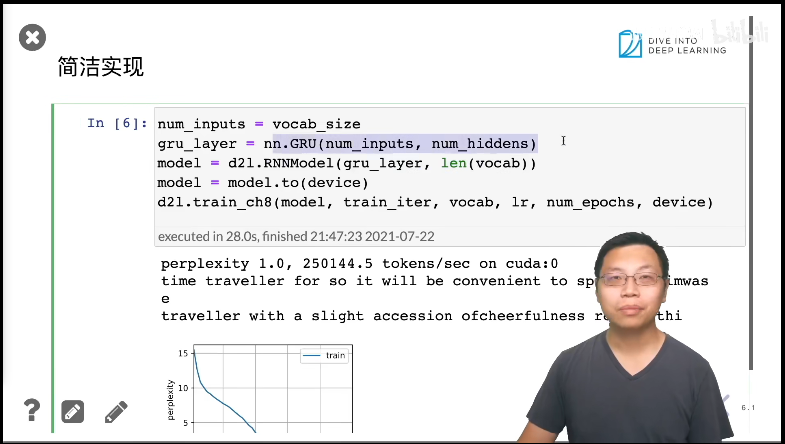 bilibili
DIVE INTO
DEEP LEARNING
简洁实现
In [6]:
num_inputs = vocab_size
gru_layer = nn.GRU(num_inputs, num_hiddens)
model = d2l.RNNModel(gru_layer, len(vocab))
model = model.to(device)
d2l.train_ch8(model, train_iter, vocab, lr, num_epochs, device)
executed in 28.0s, finished 21:47:23 2021-07-22
perplexity 1.0, 250144.5 tokens/sec on cuda:0
time traveller for so it will be convenient to sp imwas
e
traveller with a slight accession ofcheerfulness r thi
train
15
10
5
perplexity
?
6.1